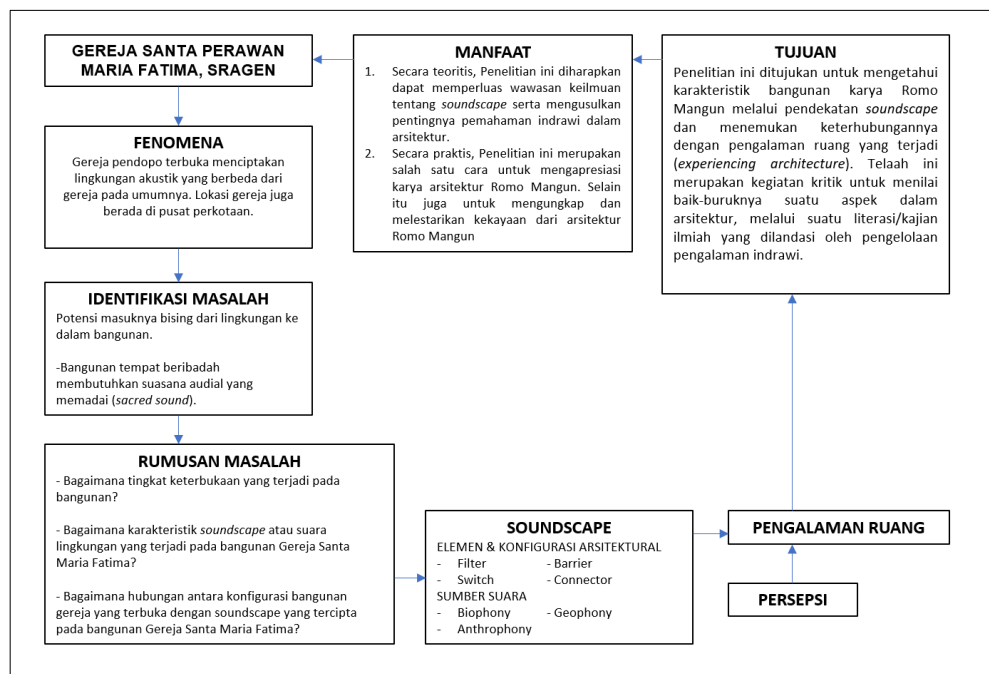 GEREJA SANTA PERAWAN
MARIA FATIMA, SRAGEN
FENOMENA
Gereja pendopo terbuka menciptakan
lingkungan akustik yang berbeda dari
gereja pada umumnya. Lokasi gereja juga
berada di pusat perkotaan.
IDENTIFIKASI MASALAH
Potensi masuknya bising dari lingkungan ke
dalam bangunan.
-Bangunan tempat beribadah
membutuhkan suasana audial yang
memadai (sacred sound).
RUMUSAN MASALAH
- Bagaimana tingkat keterbukaan yang terjadi pada
bangunan?
- Bagaimana karakteristik soundscape atau suara
lingkungan yang terjadi pada bangunan Gereja Santa
Maria Fatima?
- Bagaimana hubungan antara konfigurasi bangunan
gereja yang terbuka dengan soundscape yang tercipta
pada bangunan Gereja Santa Maria Fatima?
SOUNDSCAPE
ELEMEN & KONFIGURASI ARSITEKTURAL
- Filter - Barrier
- Switch - Connector
SUMBER SUARA
- Biophony - Geophony
- Anthrophony
PENGALAMAN RUANG
PERSEPSI
TUJUAN
Penelitian ini ditujukan untuk mengetahui
karakteristik bangunan karya Romo
Mangun melalui pendekatan soundscape
dan menemukan keterhubungannya
dengan pengalaman ruang yang terjadi
(experiencing architecture). Telaah ini
merupakan kegiatan kritik untuk menilai
baik-buruknya suatu aspek dalam
arsitektur, melalui suatu literasi/kajian
ilmiah yang dilandasi oleh pengelolaan
pengalaman indrawi.
MANFAAT
1. Secara teoritis, Penelitian ini diharapkan
dapat memperluas wawasan keilmuan
tentang soundscape serta mengusulkan
pentingnya pemahaman indrawi dalam
arsitektur.
2. Secara praktis, Penelitian ini merupakan
salah satu cara untuk mengapresiasi
karya arsitektur Romo Mangun. Selain
itu juga untuk mengungkap dan
melestarikan kekayaan dari arsitektur
Romo Mangun